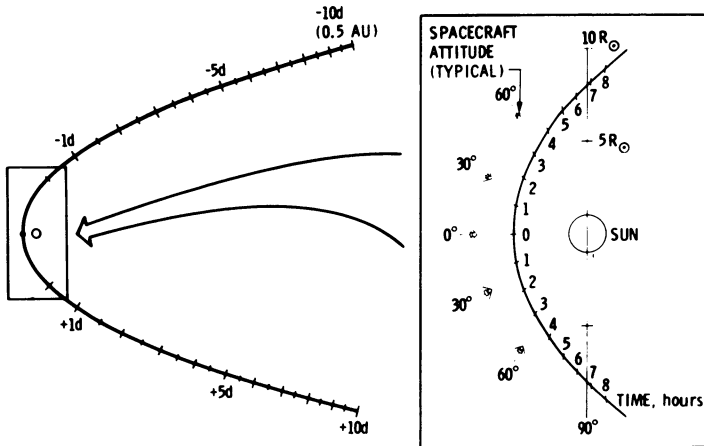 -10d
(0.5 AU)
-5d
-1d
+1d
+5d
+10d
SPACECRAFT
ATTITUDE
(TYPICAL)
10 R☉
60°
8
7
6
5
5 R☉
4
3
30°
2
1
0°
0
SUN
1
2
30°
3
4
5
60°
6
7
8
TIME, hours
90°